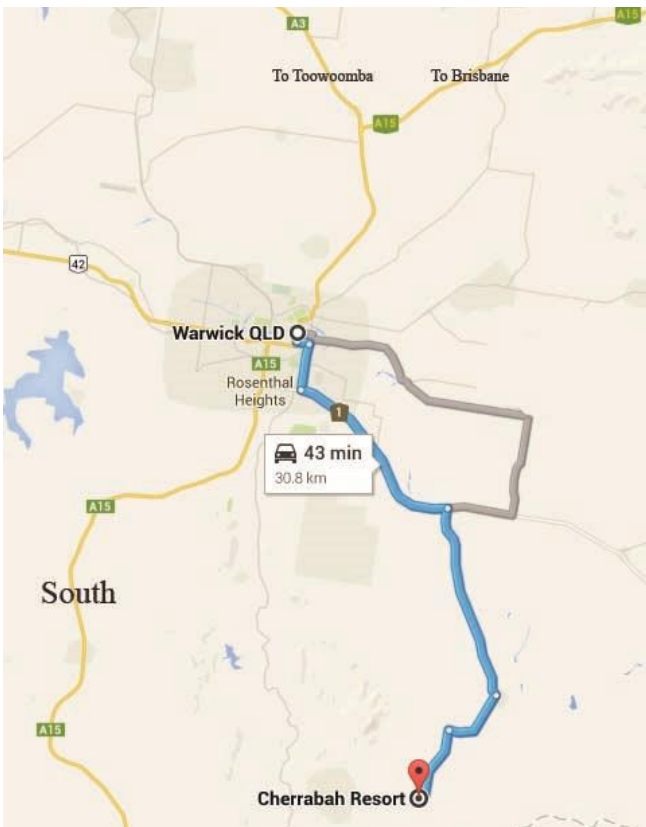 A3
A15
To Toowoomba
To Brisbane
A15
42
Warwick QLD
A15
Rosenthal
Heights
1
43 min
30.8 km
A15
South
A15
Cherrabah Resort